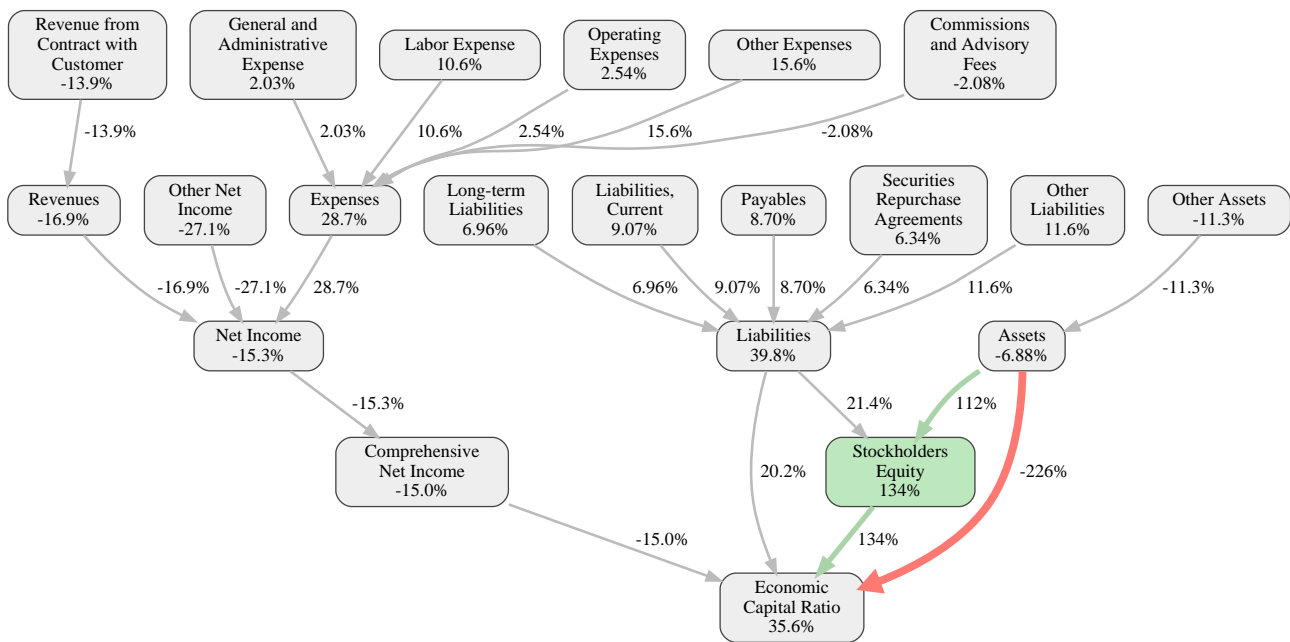 Revenue from
Contract with
Customer
-13.9%
General and
Administrative
Expense
2.03%
Labor Expense
10.6%
Operating
Expenses
2.54%
Other Expenses
15.6%
Commissions
and Advisory
Fees
-2.08%
-13.9%
2.03%
10.6%
2.54%
15.6%
-2.08%
Revenues
-16.9%
Other Net
Income
-27.1%
Expenses
28.7%
Long-term
Liabilities
6.96%
Liabilities,
Current
9.07%
Payables
8.70%
Securities
Repurchase
Agreements
6.34%
Other
Liabilities
11.6%
Other Assets
-11.3%
-16.9%
-27.1%
28.7%
6.96%
9.07%
8.70%
6.34%
11.6%
-11.3%
Net Income
-15.3%
Liabilities
39.8%
Assets
-6.88%
-15.3%
21.4%
112%
Comprehensive
Net Income
-15.0%
20.2%
Stockholders
Equity
134%
-226%
-15.0%
134%
Economic
Capital Ratio
35.6%